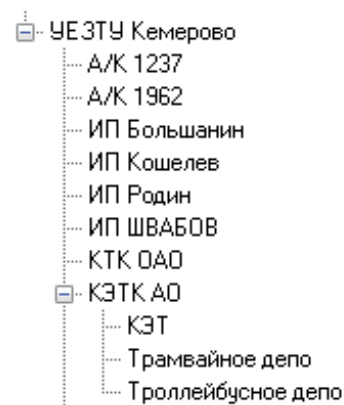 УЕЗТУ Кемерово
А/К 1237
А/К 1962
ИП Большанин
ИП Кошелев
ИП Родин
ИП ШВАБОВ
КТК ОАО
КЭТК АО
КЭТ
Трамвайное депо
Троллейбусное депо